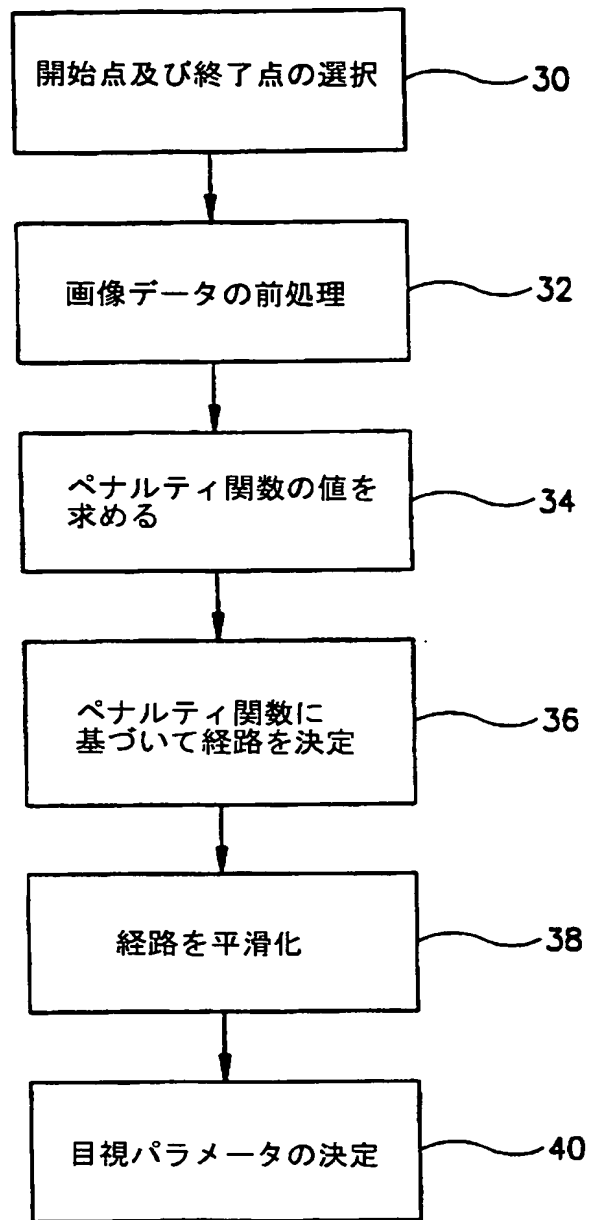 開始点及び終了点の選択
30
画像データの前処理
32
ペナルティ関数の値を
求める
34
ペナルティ関数に
基づいて経路を決定
36
経路を平滑化
38
目視パラメータの決定
40